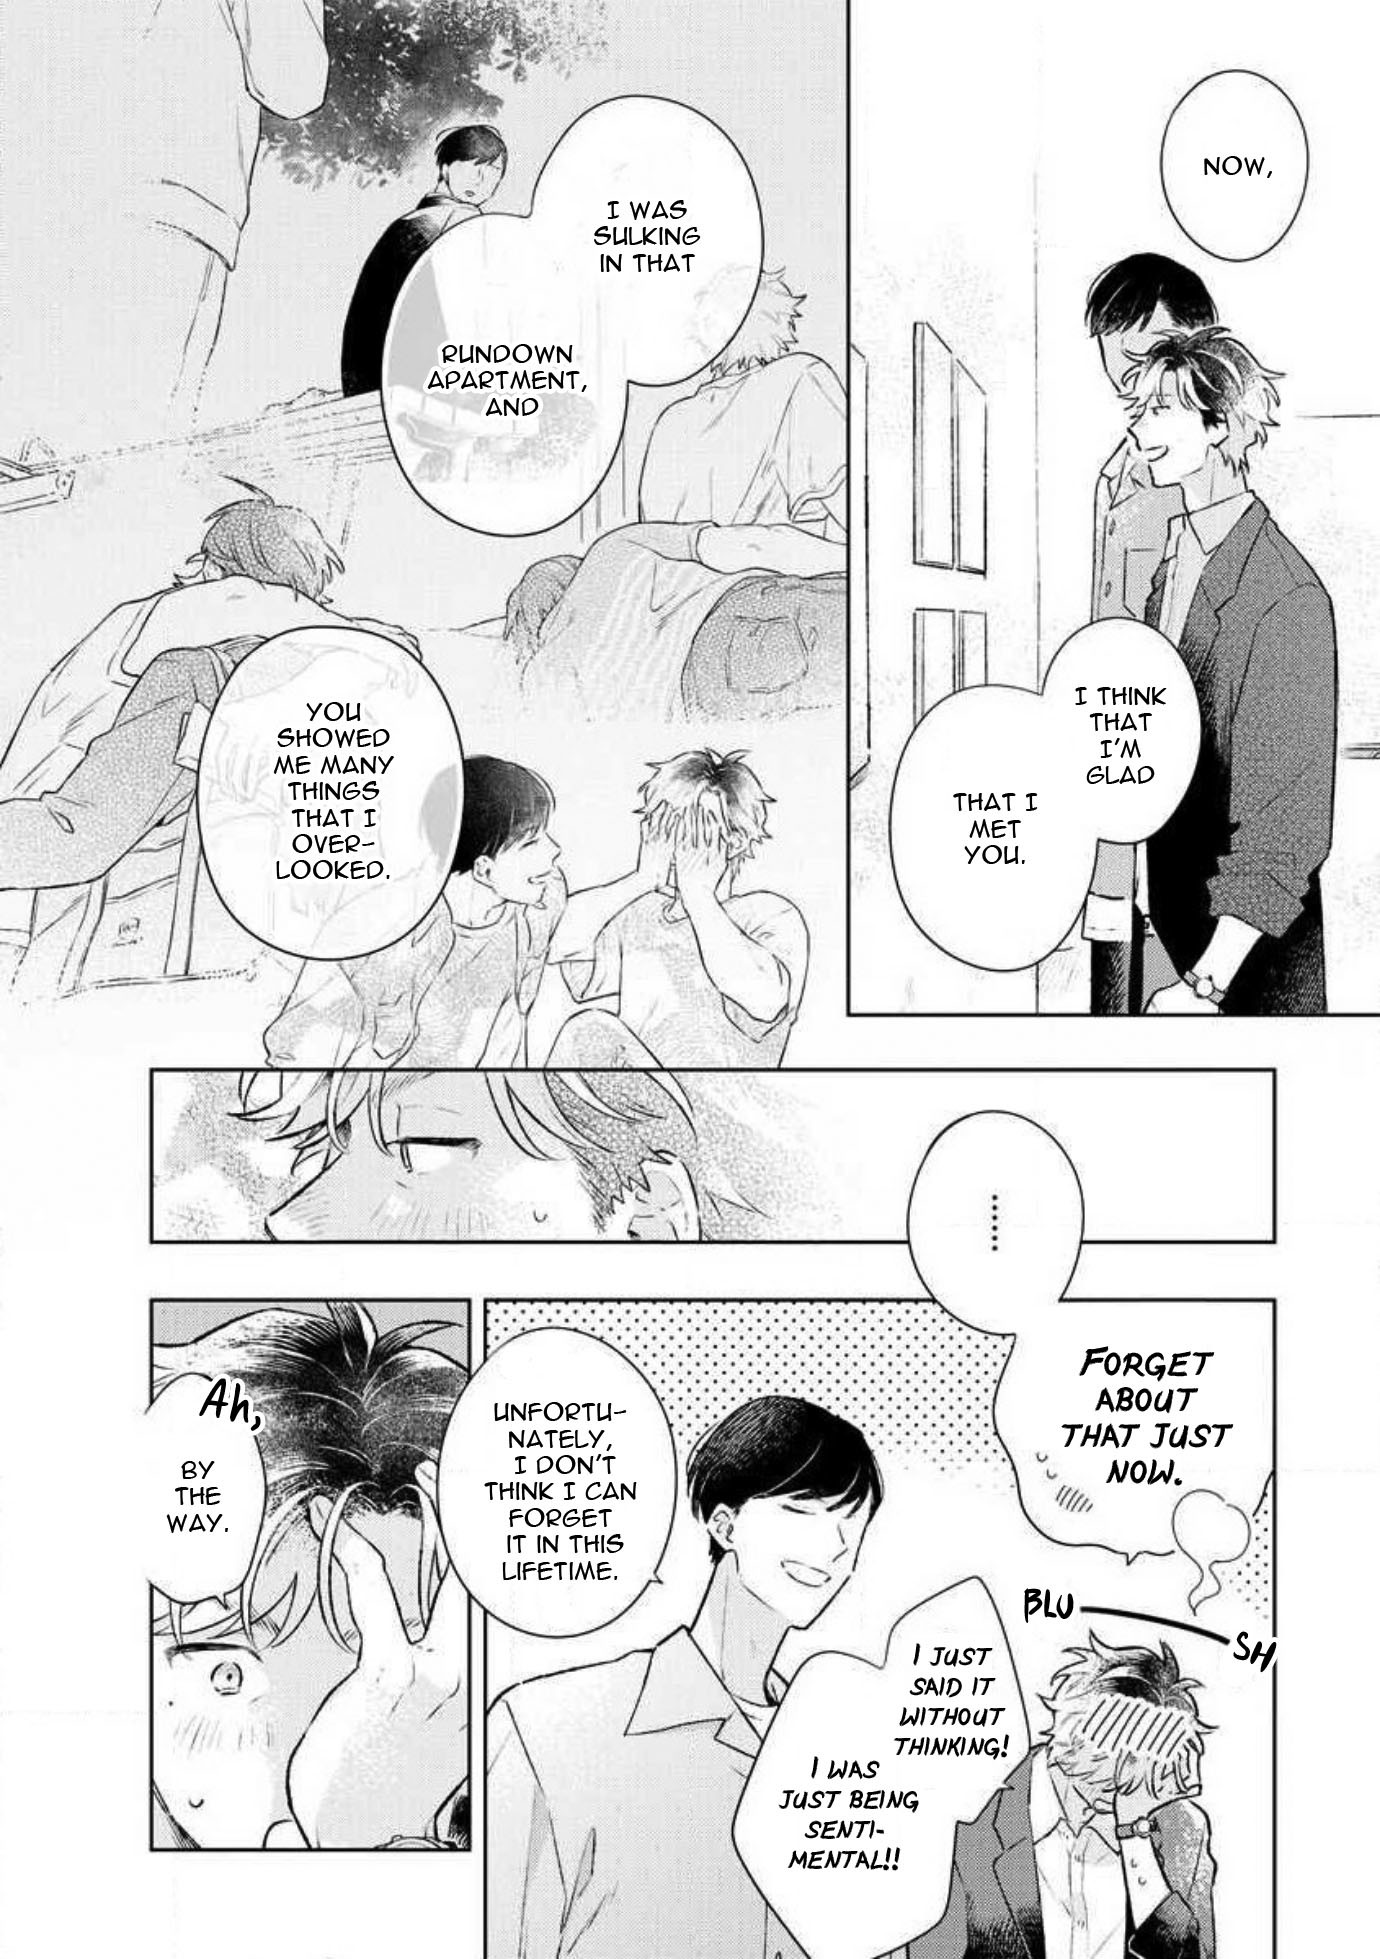 NOW,
I THINK
THAT
I'M
GLAD
THAT I
MET
YOU.
I WAS
SULKING
IN THAT
RUNDOWN
APARTMENT,
AND
YOU
SHOWED
ME MANY
THINGS
THAT I
OVER-
LOOKED.
......
FORGET
ABOUT
THAT JUST
NOW.
BLU
SH
I JUST
SAID IT
WITHOUT
THINKING!
I WAS
JUST BEING
SENTI-
MENTAL!!
UNFORTU-
NATELY,
I DON'T
THINK I CAN
FORGET
IT IN THIS
LIFETIME.
Ah,
BY
THE
WAY.